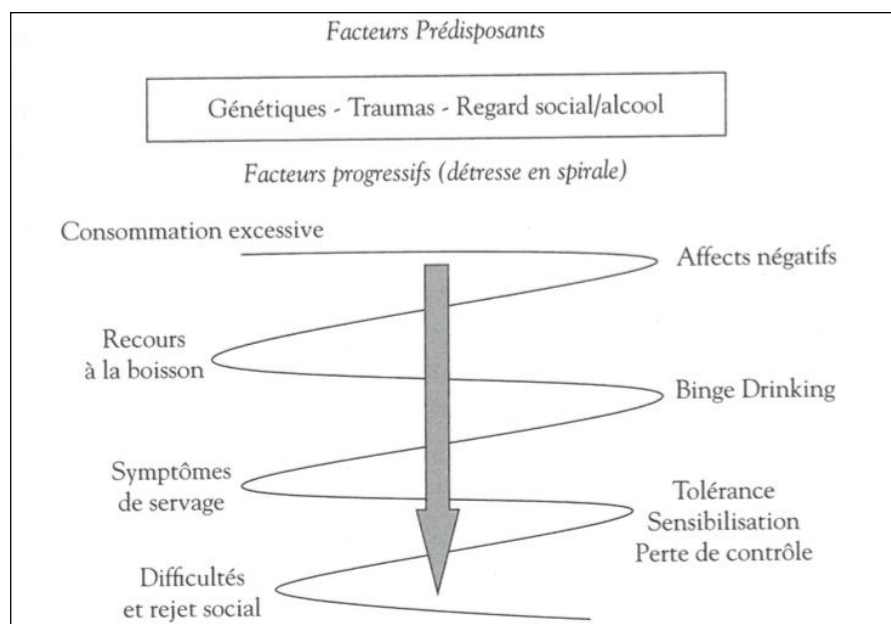 Facteurs Prédisposants
Génétiques - Traumas - Regard social/alcool
Facteurs progressifs (détresse en spirale)
Consommation excessive
Affects négatifs
Recours
à la boisson
Binge Drinking
Symptômes
de servage
Tolérance
Sensibilisation
Perte de contrôle
Difficultés
et rejet social